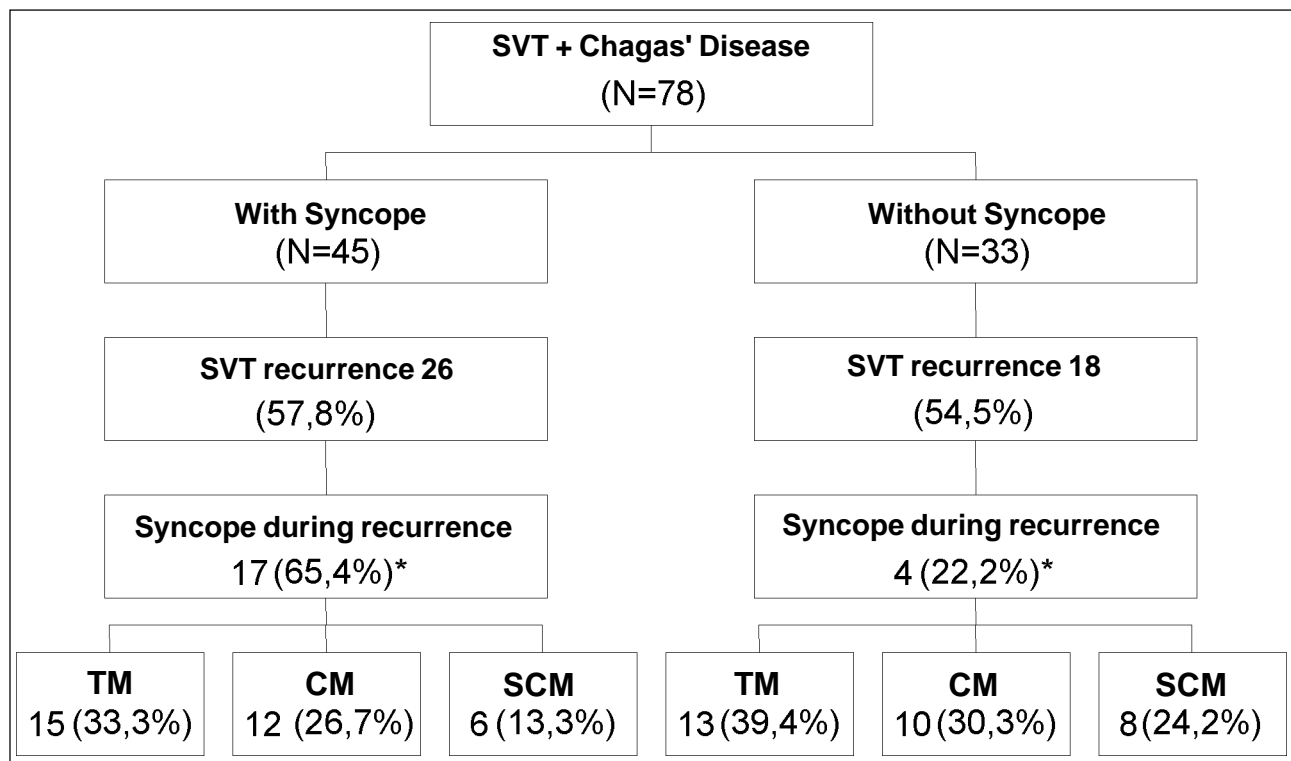 SVT + Chagas' Disease
(N=78)
With Syncope
(N=45)
Without Syncope
(N=33)
SVT recurrence 26
(57,8%)
SVT recurrence 18
(54,5%)
Syncope during recurrence
17 (65,4%)*
Syncope during recurrence
4 (22,2%)*
TM
15 (33,3%)
CM
12 (26,7%)
SCM
6 (13,3%)
TM
13 (39,4%)
CM
10 (30,3%)
SCM
8 (24,2%)